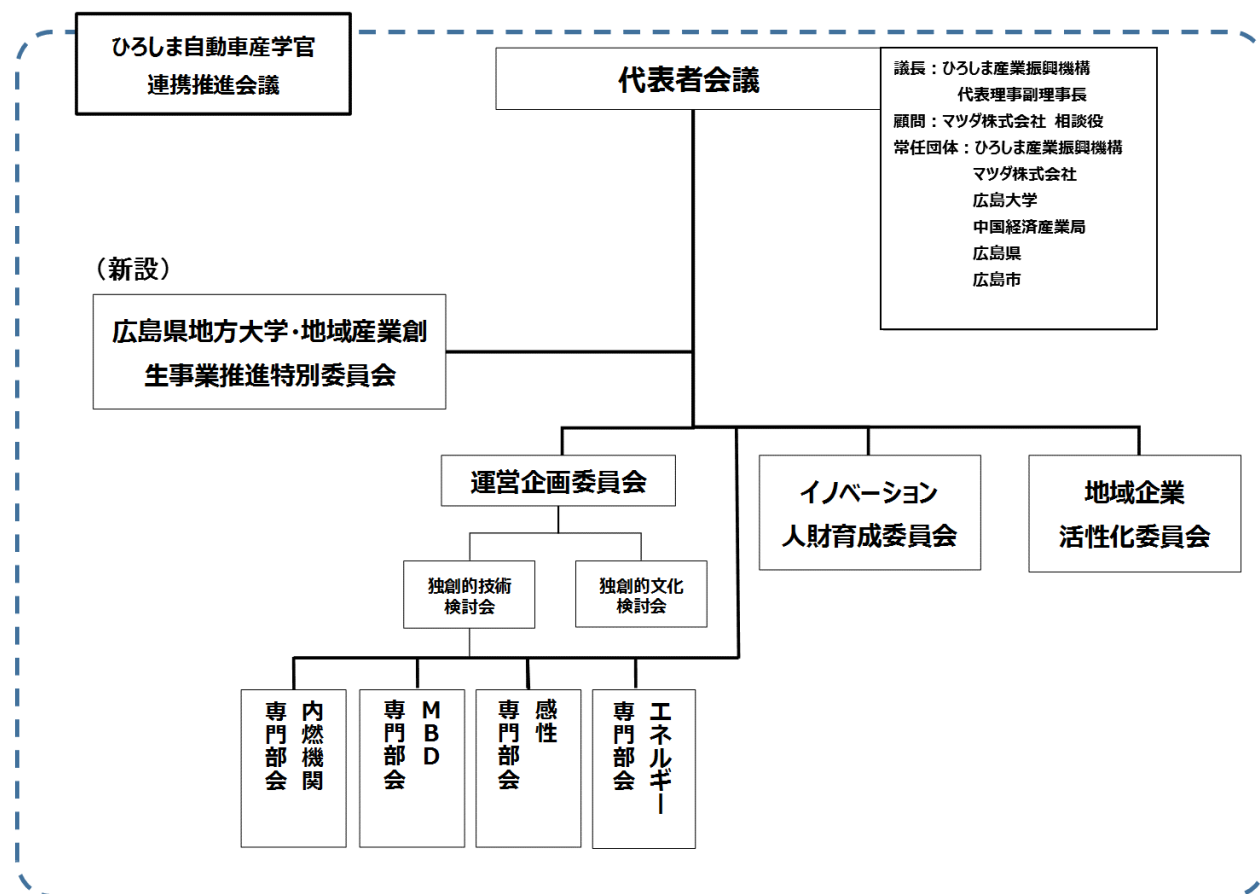 ひろしま自動車産学官
連携推進会議
代表者会議
議長：ひろしま産業振興機構
代表理事副理事長
顧問：マツダ株式会社 相談役
常任団体：ひろしま産業振興機構
マツダ株式会社
広島大学
中国経済産業局
広島県
広島市
（新設）
広島県地方大学・地域産業創
生事業推進特別委員会
運営企画委員会
イノベーション
人財育成委員会
地域企業
活性化委員会
独創的技術
検討会
独創的文化
検討会
内燃機関
専門部会
MBD
専門部会
感性
専門部会
エネルギー
専門部会